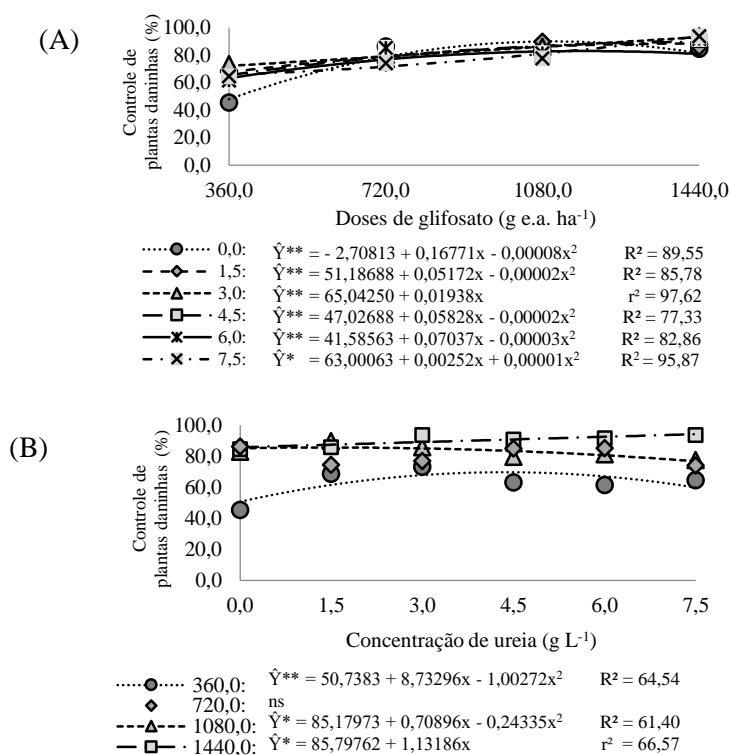 (A)
Controle de
plantas daninhas (%)
100,0
80,0
60,0
40,0
20,0
0,0
360,0 720,0 1080,0 1440,0
Doses de glifosato (g e.a. ha⁻¹)
0,0: Ŷ** = - 2,70813 + 0,16771x - 0,00008x² R² = 89,55
1,5: Ŷ** = 51,18688 + 0,05172x - 0,00002x² R² = 85,78
3,0: Ŷ** = 65,04250 + 0,01938x r² = 97,62
4,5: Ŷ** = 47,02688 + 0,05828x - 0,00002x² R² = 77,33
6,0: Ŷ** = 41,58563 + 0,07037x - 0,00003x² R² = 82,86
7,5: Ŷ* = 63,00063 + 0,00252x + 0,00001x² R² = 95,87
(B)
Controle de
plantas daninhas (%)
100,0
80,0
60,0
40,0
20,0
0,0
0,0 1,5 3,0 4,5 6,0 7,5
Concentração de ureia (g L⁻¹)
360,0: Ŷ** = 50,7383 + 8,73296x - 1,00272x² R² = 64,54
720,0: ns
1080,0: Ŷ* = 85,17973 + 0,70896x - 0,24335x² R² = 61,40
1440,0: Ŷ* = 85,79762 + 1,13186x r² = 66,57